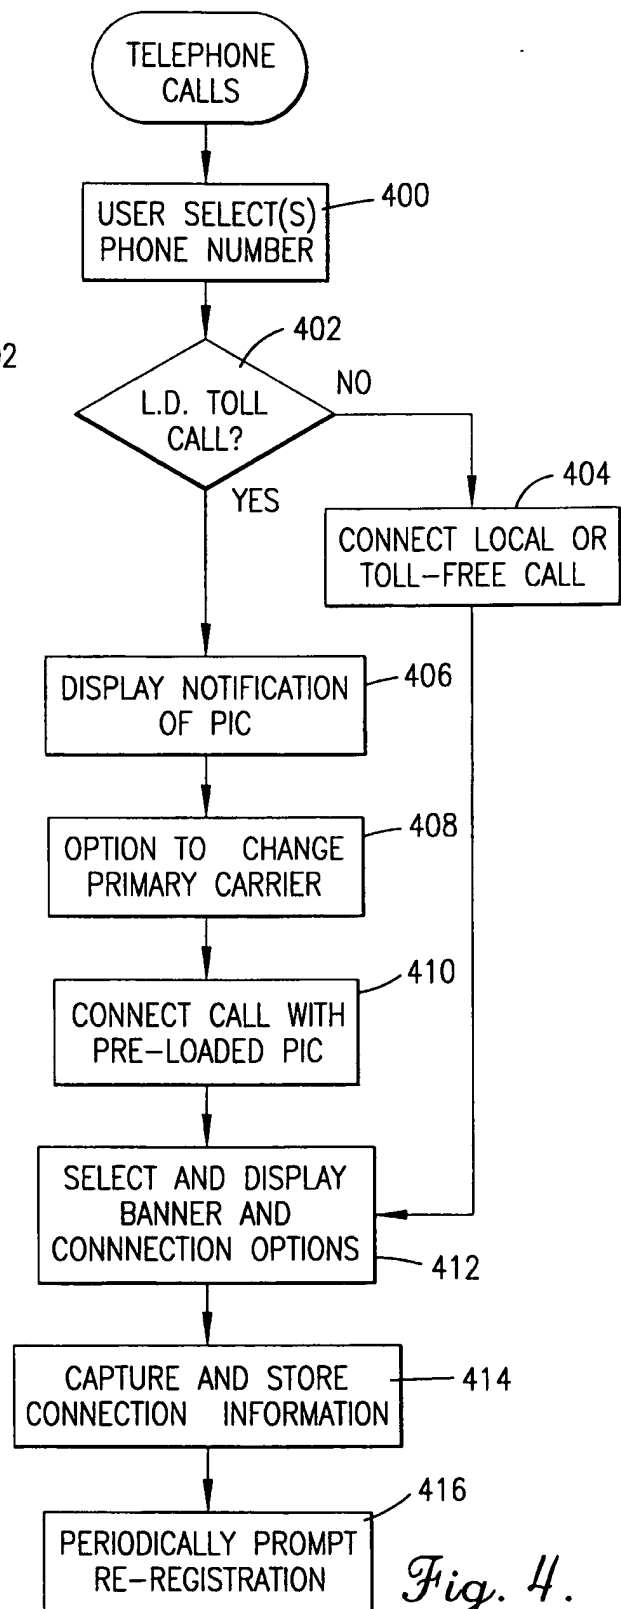 TELEPHONE
CALLS
400
USER SELECT(S)
PHONE NUMBER
402
L.D. TOLL
CALL?
NO
YES
404
CONNECT LOCAL OR
TOLL-FREE CALL
406
DISPLAY NOTIFICATION
OF PIC
408
OPTION TO CHANGE
PRIMARY CARRIER
410
CONNECT CALL WITH
PRE-LOADED PIC
SELECT AND DISPLAY
BANNER AND
CONNNECTION OPTIONS
412
CAPTURE AND STORE
CONNECTION INFORMATION
414
416
PERIODICALLY PROMPT
RE-REGISTRATION
Fig. 4.